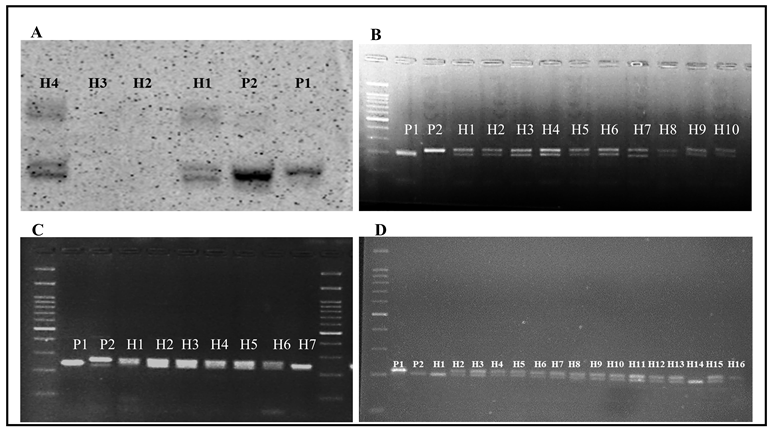 A
H4 H3 H2 H1 P2 P1
B
P1 P2 H1 H2 H3 H4 H5 H6 H7 H8 H9 H10
C
P1 P2 H1 H2 H3 H4 H5 H6 H7
D
P1 P2 H1 H2 H3 H4 H5 H6 H7 H8 H9 H10 H11 H12 H13 H14 H15 H16